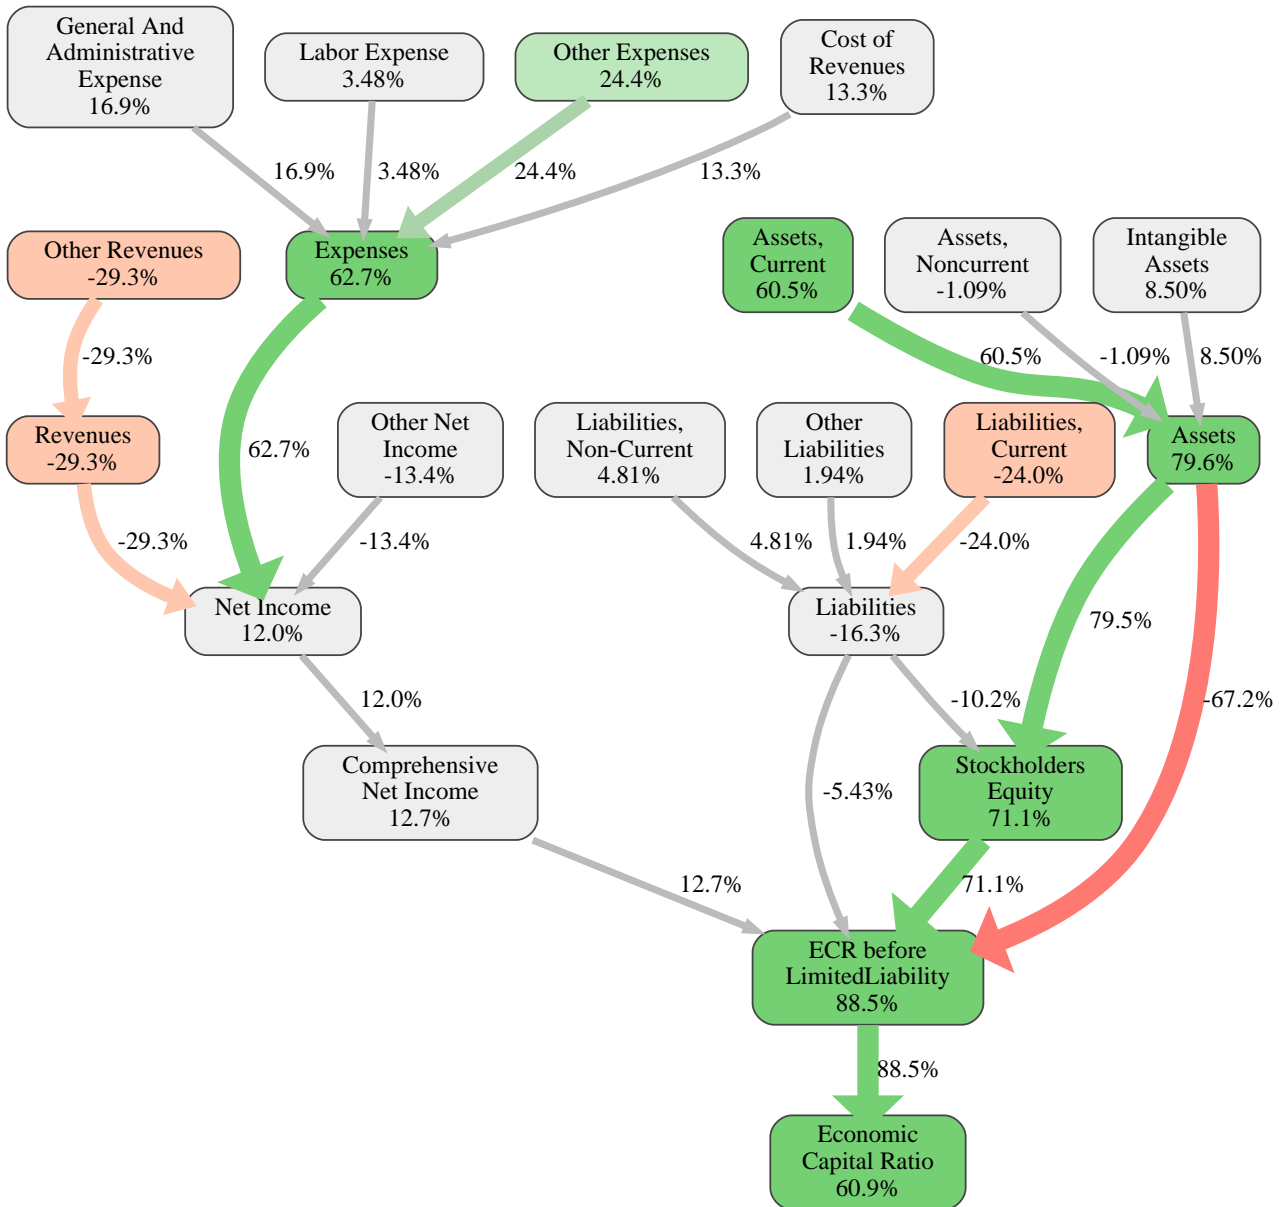 General And
Administrative
Expense
16.9%
Labor Expense
3.48%
Other Expenses
24.4%
Cost of
Revenues
13.3%
16.9%
3.48%
24.4%
13.3%
Other Revenues
-29.3%
Expenses
62.7%
Assets,
Current
60.5%
Assets,
Noncurrent
-1.09%
Intangible
Assets
8.50%
-29.3%
60.5%
-1.09%
8.50%
Revenues
-29.3%
62.7%
Other Net
Income
-13.4%
Liabilities,
Non-Current
4.81%
Other
Liabilities
1.94%
Liabilities,
Current
-24.0%
Assets
79.6%
-29.3%
-13.4%
4.81%
1.94%
-24.0%
Net Income
12.0%
Liabilities
-16.3%
79.5%
12.0%
-10.2%
-67.2%
Comprehensive
Net Income
12.7%
-5.43%
Stockholders
Equity
71.1%
12.7%
71.1%
ECR before
LimitedLiability
88.5%
88.5%
Economic
Capital Ratio
60.9%